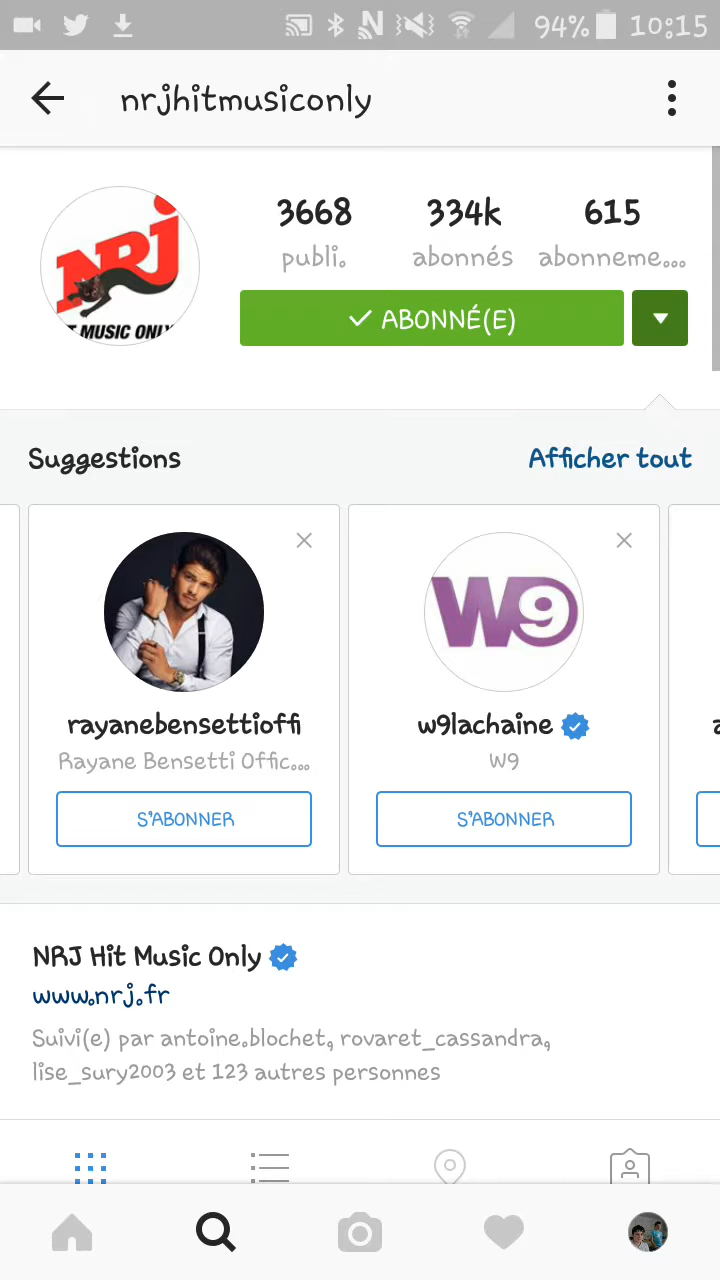 94% 10:15
nrjhitmusiconly
3668 334k 615
publi. abonnés abonneme...
NRJ
T MUSIC ONLY
ABONNÉ(E)
Suggestions Afficher tout
W9
rayanebensettioffi w9lachaine
Rayane Bensetti Offic... W9
S'ABONNER S'ABONNER
NRJ Hit Music Only
www.nrj.fr
Suivi(e) par antoine.blochet, rovaret_cassandra,
lise_sury2003 et 123 autres personnes